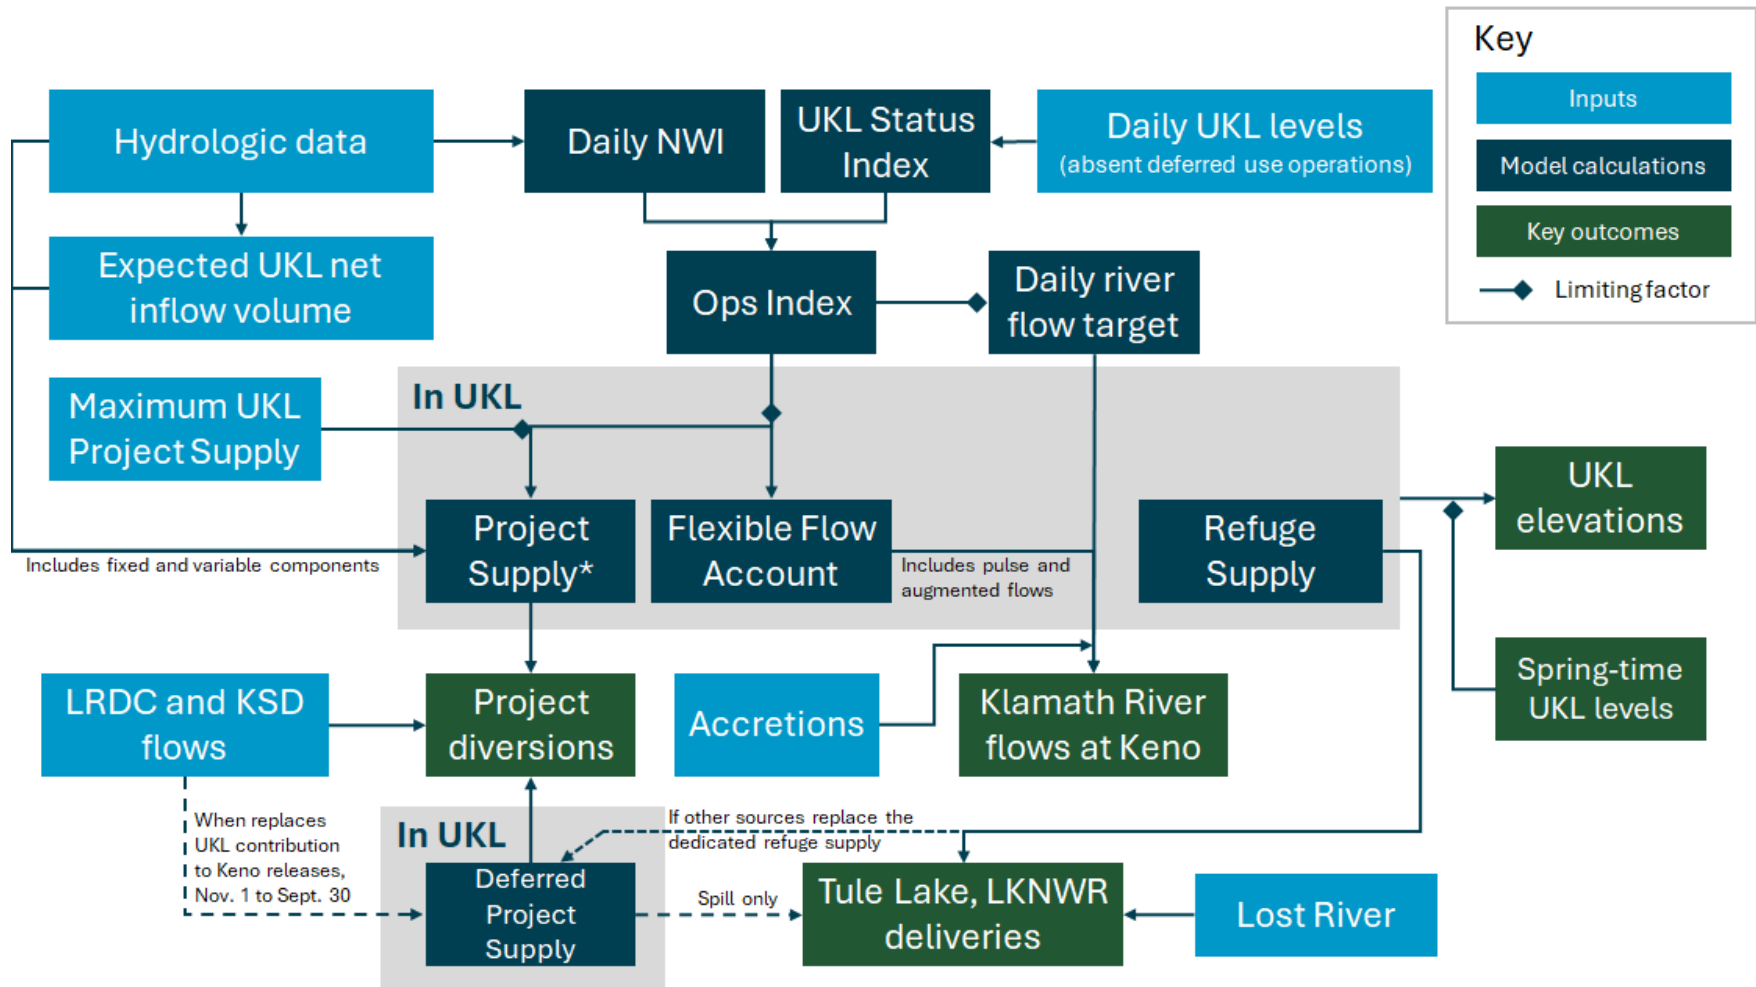 Key
Inputs
Model calculations
Key outcomes
Limiting factor
Hydrologic data
Daily NWI
UKL Status
Index
Daily UKL levels
(absent deferred use operations)
Expected UKL net
inflow volume
Ops Index
Daily river
flow target
Maximum UKL
Project Supply
In UKL
Project
Supply*
Flexible Flow
Account
Refuge
Supply
UKL
elevations
Includes fixed and variable components
Includes pulse and
augmented flows
LRDC and KSD
flows
Project
diversions
Accretions
Klamath River
flows at Keno
Spring-time
UKL levels
When replaces
UKL contribution
to Keno releases,
Nov. 1 to Sept. 30
In UKL
Deferred
Project
Supply
If other sources replace the
dedicated refuge supply
Spill only
Tule Lake, LKNWR
deliveries
Lost River